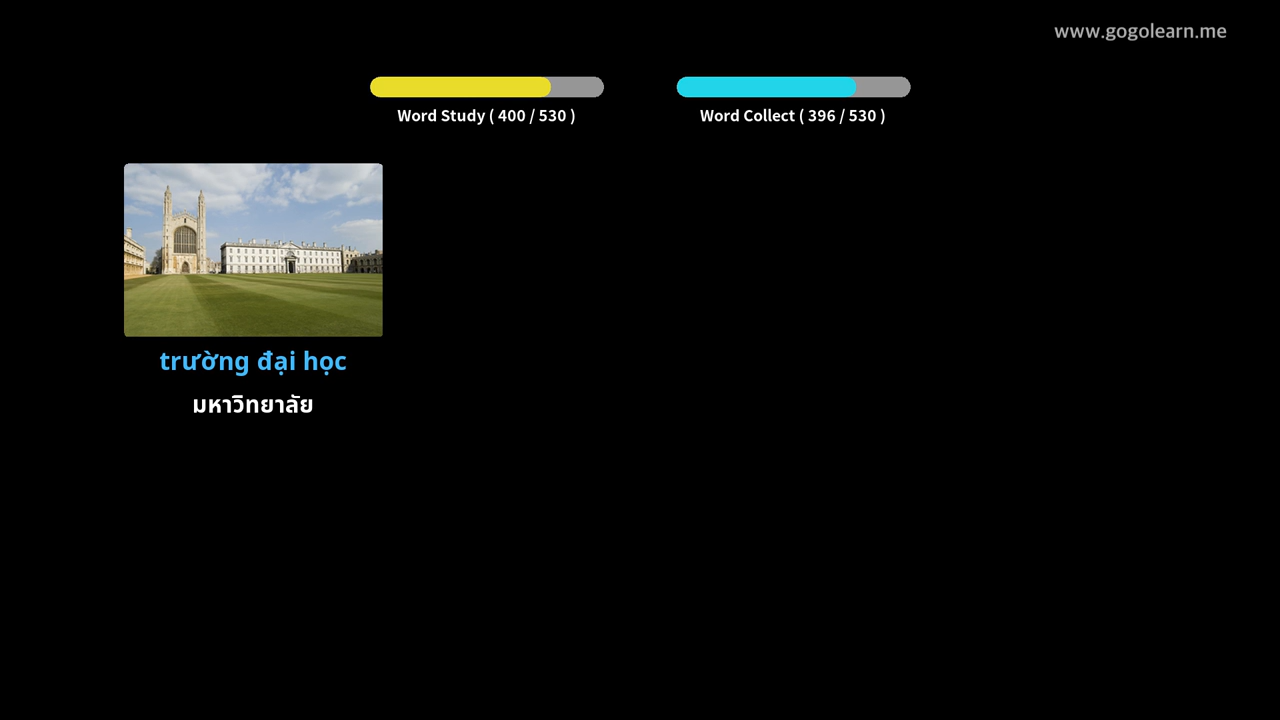 www.gogolearn.me
Word Study ( 400 / 530 )
Word Collect ( 396 / 530 )
trường đại học
มหาวิทยาลัย